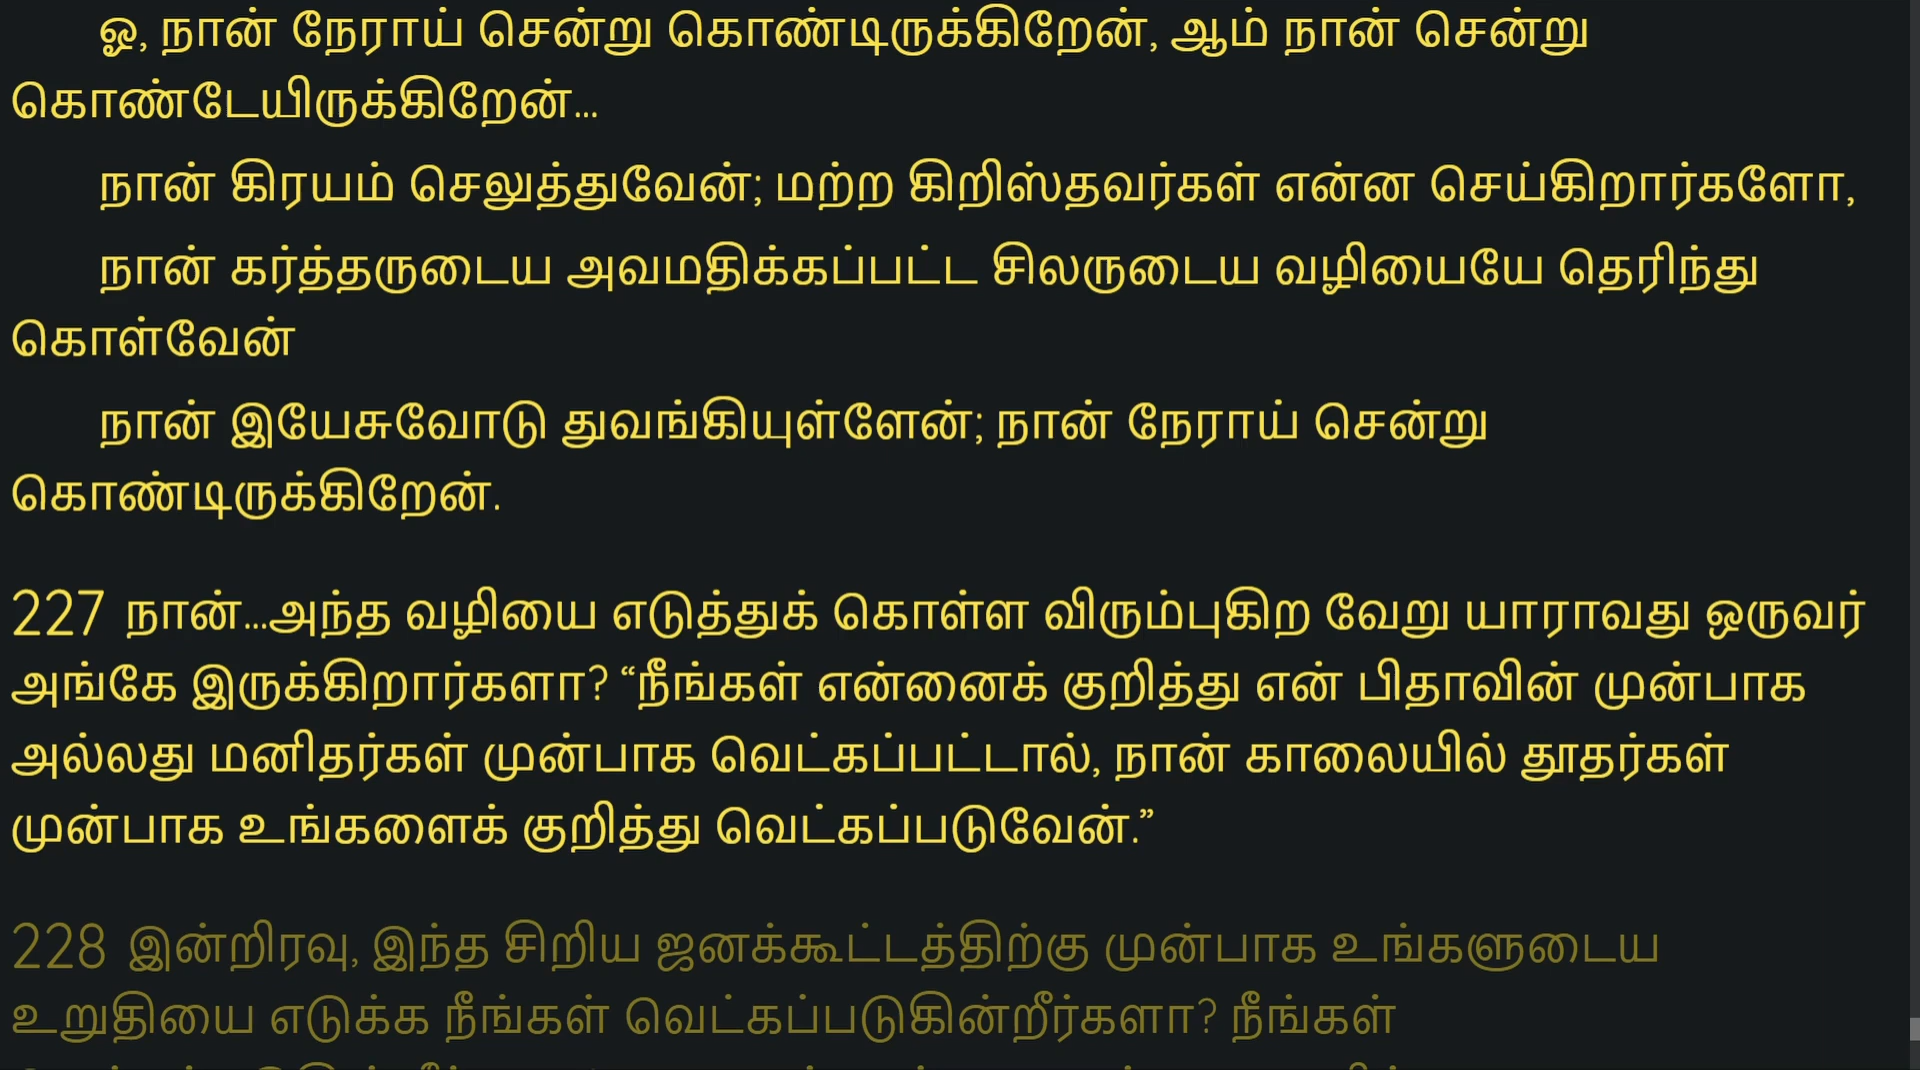 ஓ, நான் நேராய் சென்று கொண்டிருக்கிறேன், ஆம் நான் சென்று
கொண்டேயிருக்கிறேன்...
நான் கிரயம் செலுத்துவேன்; மற்ற கிறிஸ்தவர்கள் என்ன செய்கிறார்களோ,
நான் கர்த்தருடைய அவமதிக்கப்பட்ட சிலருடைய வழியையே தெரிந்து
கொள்வேன்
நான் இயேசுவோடு துவங்கியுள்ளேன்; நான் நேராய் சென்று
கொண்டிருக்கிறேன்.
227 நான்...அந்த வழியை எடுத்துக் கொள்ள விரும்புகிற வேறு யாராவது ஒருவர்
அங்கே இருக்கிறார்களா? “நீங்கள் என்னைக் குறித்து என் பிதாவின் முன்பாக
அல்லது மனிதர்கள் முன்பாக வெட்கப்பட்டால், நான் காலையில் தூதர்கள்
முன்பாக உங்களைக் குறித்து வெட்கப்படுவேன்.”
228 இன்றிரவு, இந்த சிறிய ஜனக்கூட்டத்திற்கு முன்பாக உங்களுடைய
உறுதியை எடுக்க நீங்கள் வெட்கப்படுகின்றீர்களா? நீங்கள்